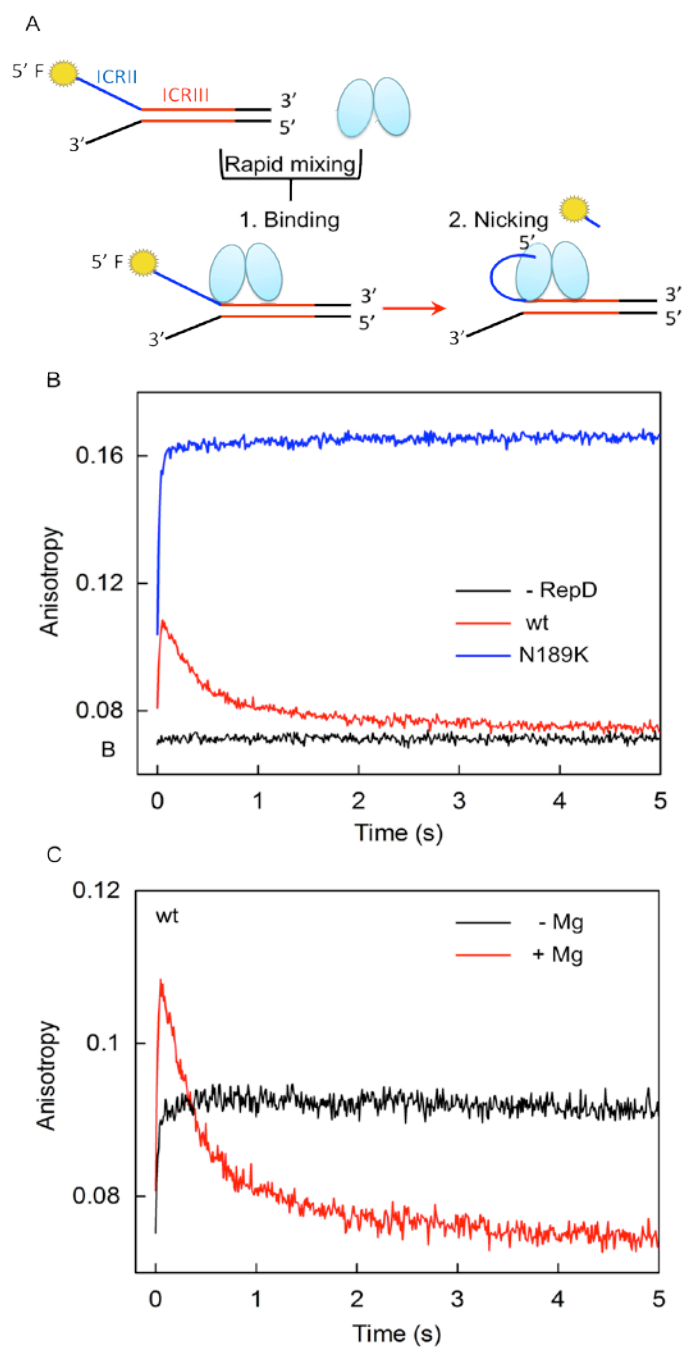 A
5′ F
ICRII
ICRIII
3′
5′
3′
Rapid mixing
1. Binding
2. Nicking
5′
5′ F
3′
5′
3′
3′
5′
3′
B
0.16
0.12
0.08
Anisotropy
- RepD
wt
N189K
B
0 1 2 3 4 5
Time (s)
C
0.12
0.1
0.08
Anisotropy
wt
- Mg
+ Mg
0 1 2 3 4 5
Time (s)